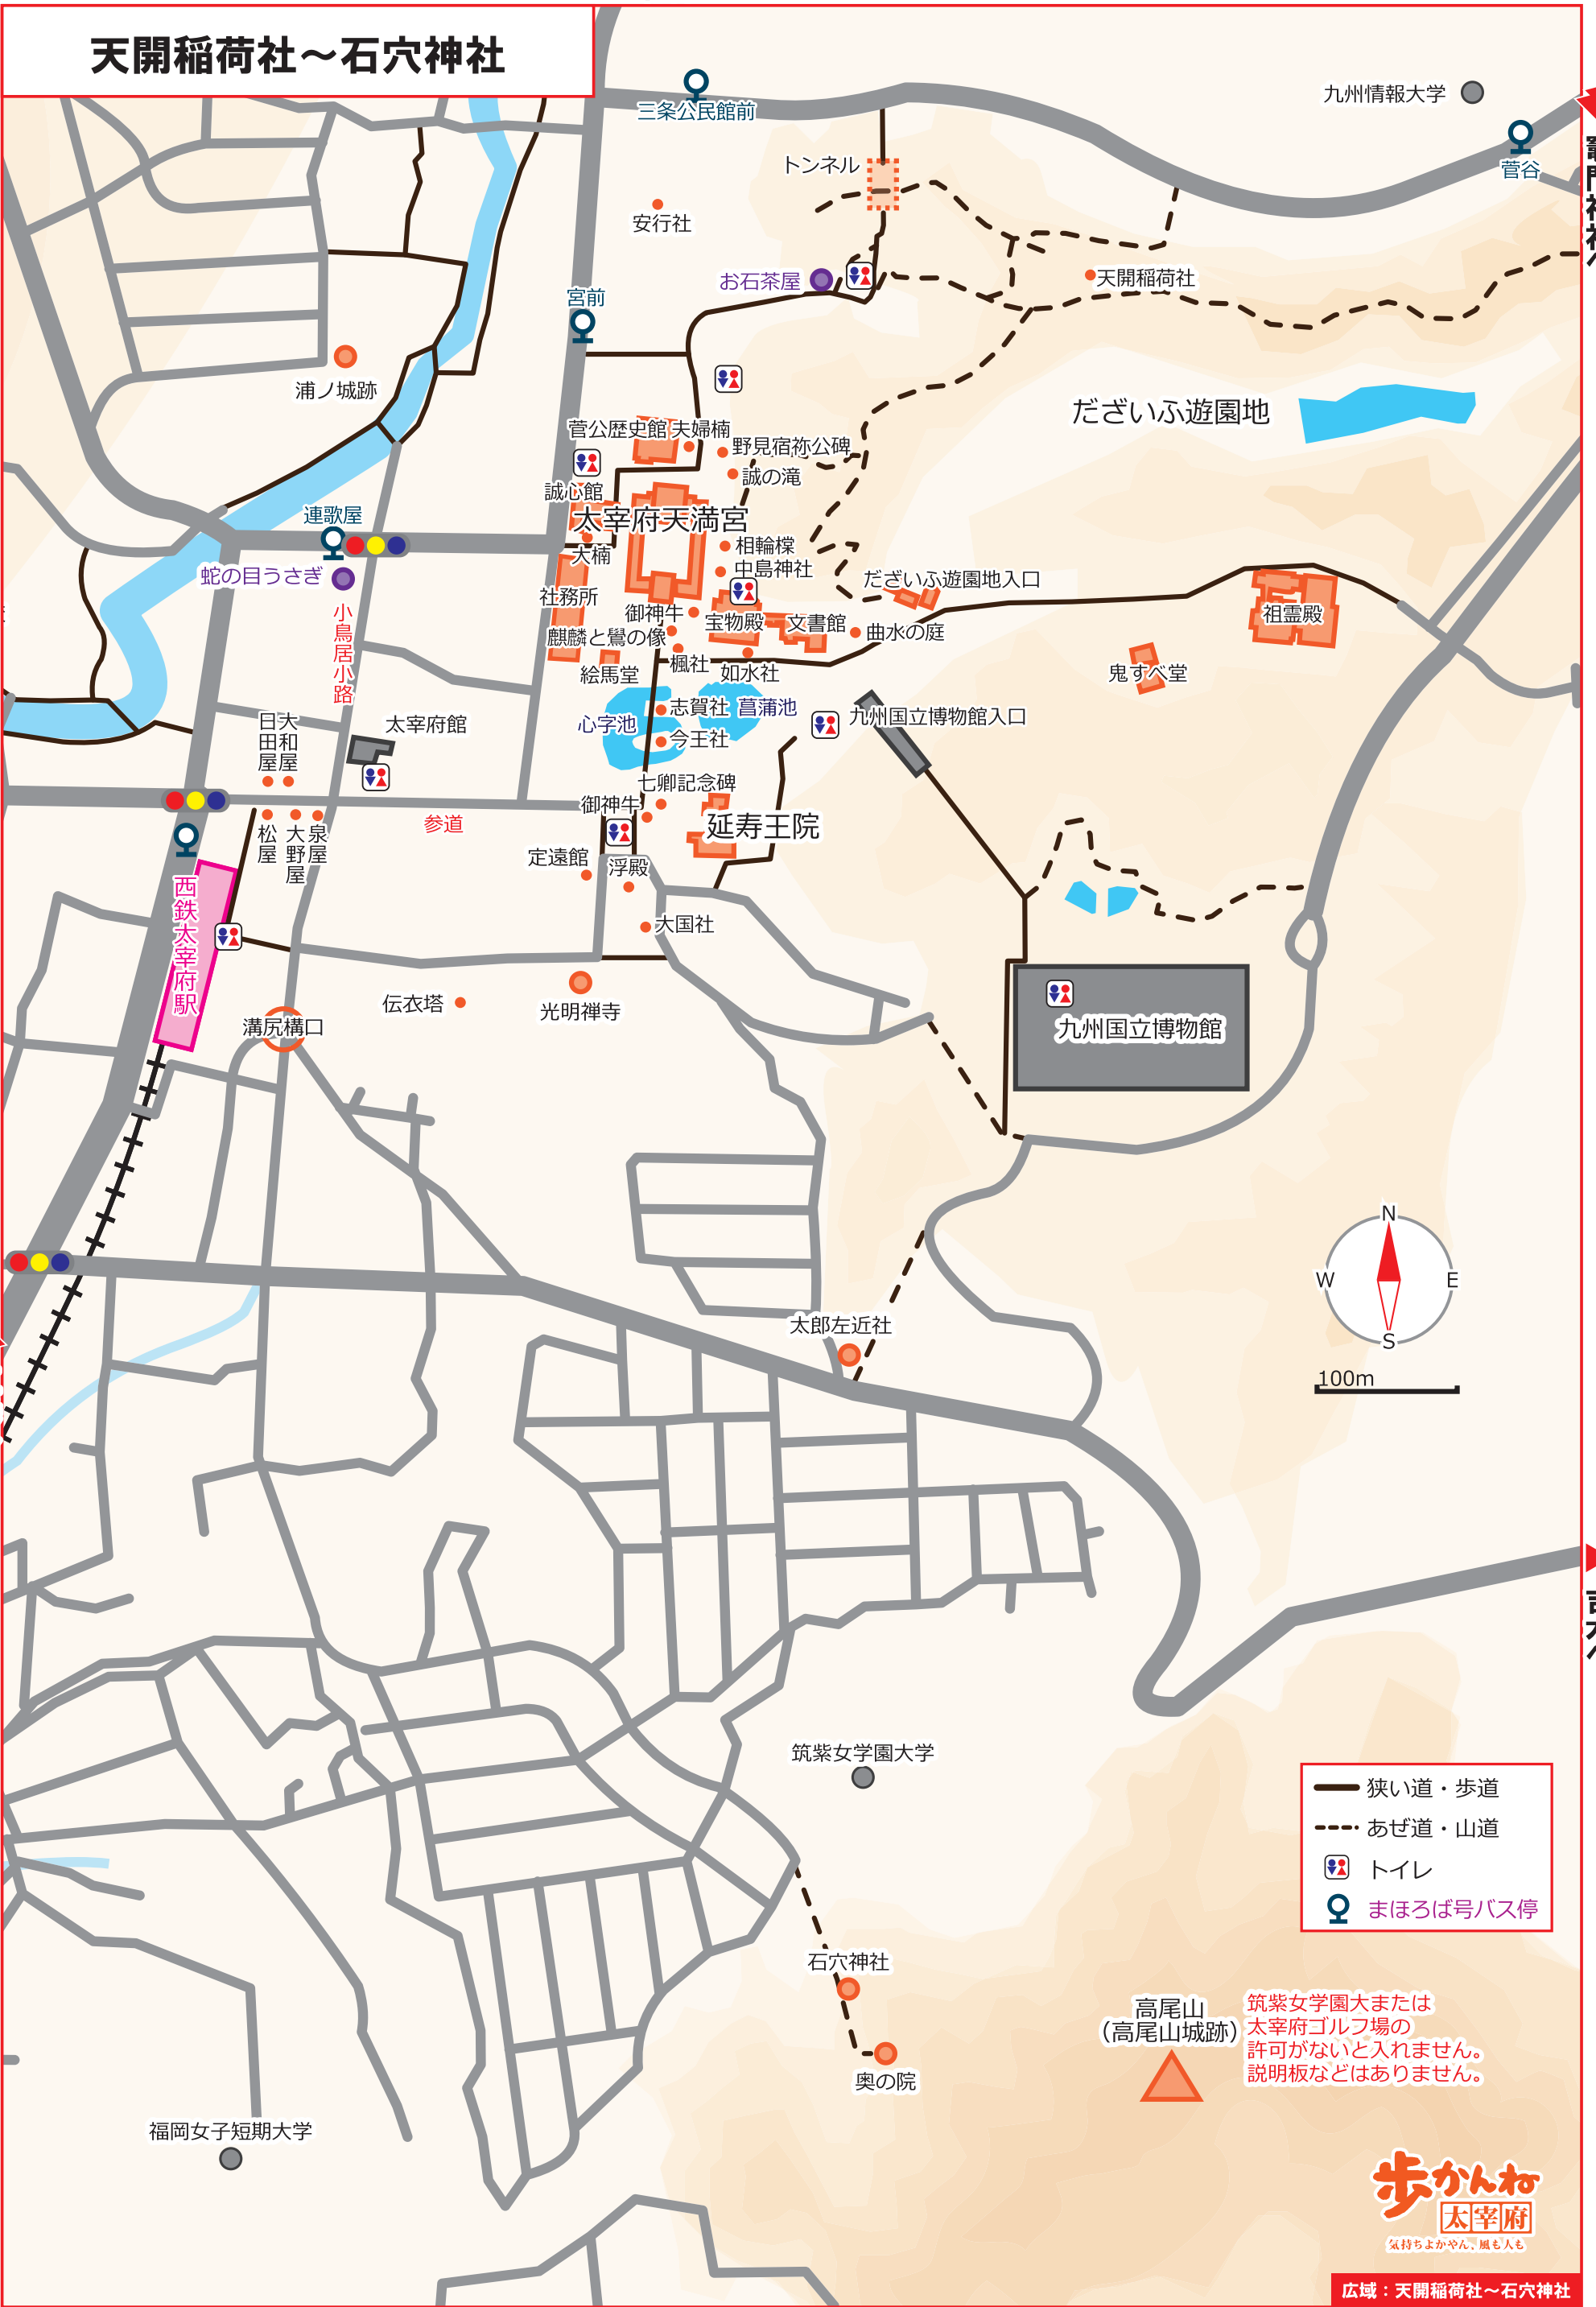 天開稲荷社〜石穴神社
三条公民館前
九州情報大学
菅谷
竈門神社へ
トンネル
安行社
お石茶屋
天開稲荷社
宮前
浦ノ城跡
だざいふ遊園地
菅公歴史館
夫婦楠
野見宿祢公碑
誠の滝
誠心館
太宰府天満宮
連歌屋
大楠
相輪橖
中島神社
蛇の目うさぎ
社務所
だざいふ遊園地入口
小鳥居小路
御神牛
宝物殿
文書館
曲水の庭
祖霊殿
麒麟と鷽の像
楓社
如水社
絵馬堂
鬼すべ堂
志賀社
菖蒲池
心字池
今王社
九州国立博物館入口
太宰府館
日田屋
大和屋
七卿記念碑
御神牛
延寿王院
参道
松屋
大野屋
泉屋
定遠館
浮殿
西鉄太宰府駅
大国社
伝衣塔
光明禅寺
溝尻構口
九州国立博物館
N
W
E
S
太郎左近社
100m
筑紫女学園大学
狭い道・歩道
あぜ道・山道
トイレ
まほろば号バス停
石穴神社
高尾山
(高尾山城跡)
筑紫女学園大または
太宰府ゴルフ場の
許可がないと入れません。
説明板などはありません。
奥の院
福岡女子短期大学
歩かんね
太宰府
気持ちよかやん、風も人も
広域：天開稲荷社〜石穴神社